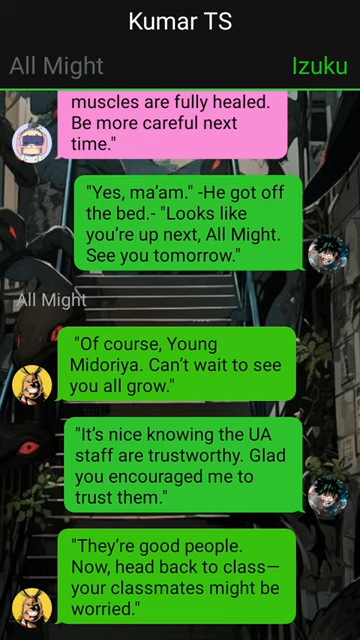 Kumar TS
All Might
Izuku
muscles are fully healed.
Be more careful next
time."
"Yes, ma'am." -He got off
the bed.- "Looks like
you're up next, All Might.
See you tomorrow."
All Might
"Of course, Young
Midoriya. Can't wait to see
you all grow."
"It's nice knowing the UA
staff are trustworthy. Glad
you encouraged me to
trust them."
"They're good people.
Now, head back to class—
your classmates might be
worried."